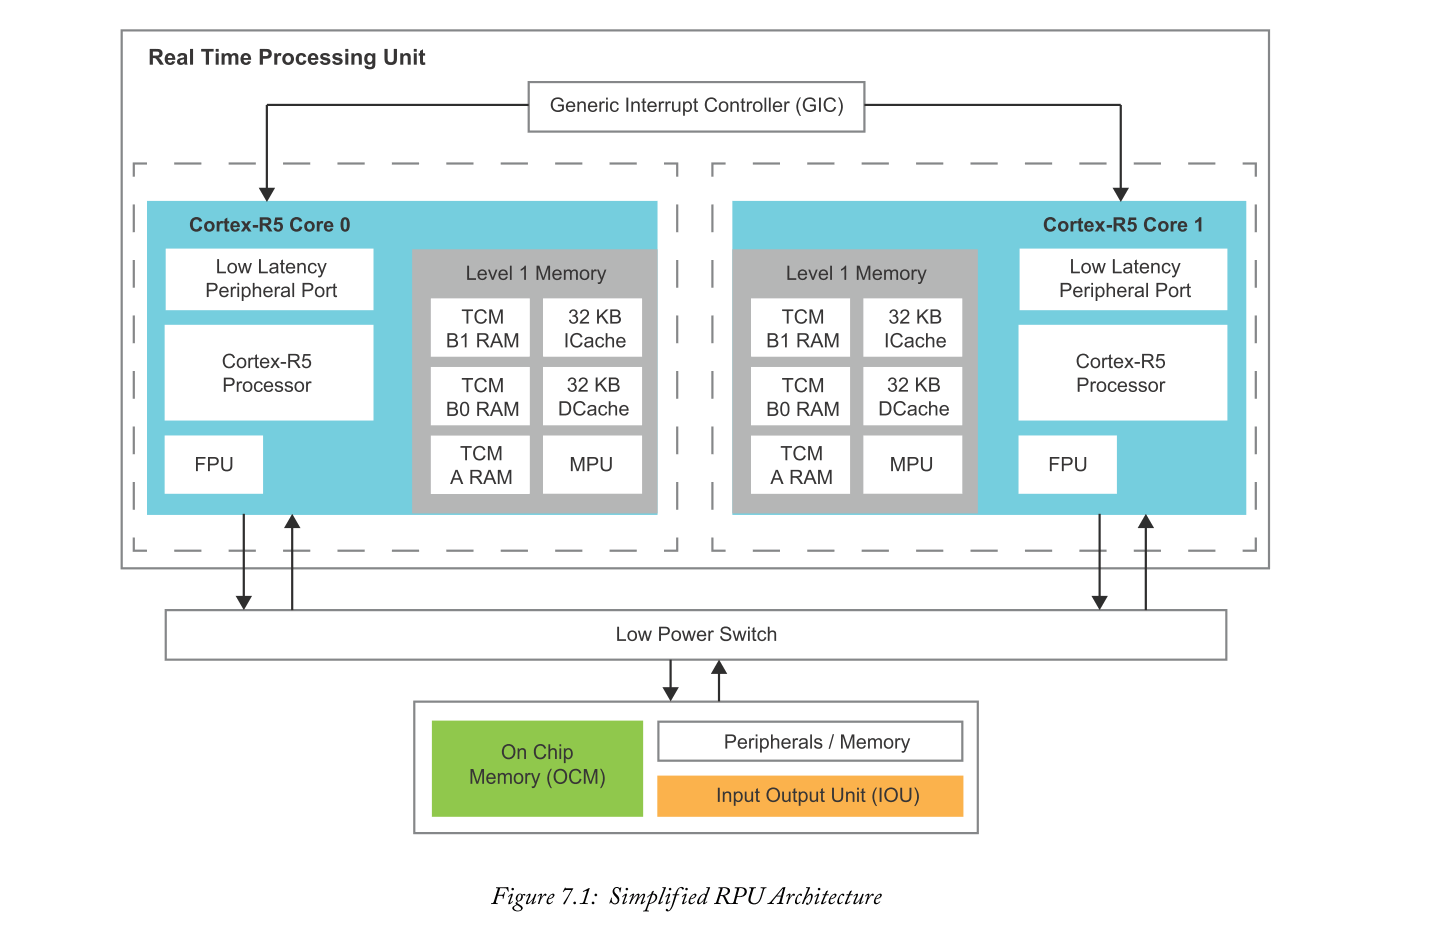 Real Time Processing Unit
Generic Interrupt Controller (GIC)
Cortex-R5 Core 0
Low Latency
Peripheral Port
Cortex-R5
Processor
FPU
Level 1 Memory
TCM
B1 RAM
32 KB
ICache
TCM
B0 RAM
32 KB
DCache
TCM
A RAM
MPU
Cortex-R5 Core 1
Level 1 Memory
TCM
B1 RAM
32 KB
ICache
TCM
B0 RAM
32 KB
DCache
TCM
A RAM
MPU
Low Latency
Peripheral Port
Cortex-R5
Processor
FPU
Low Power Switch
On Chip
Memory (OCM)
Peripherals / Memory
Input Output Unit (IOU)
Figure 7.1: Simplified RPU Architecture